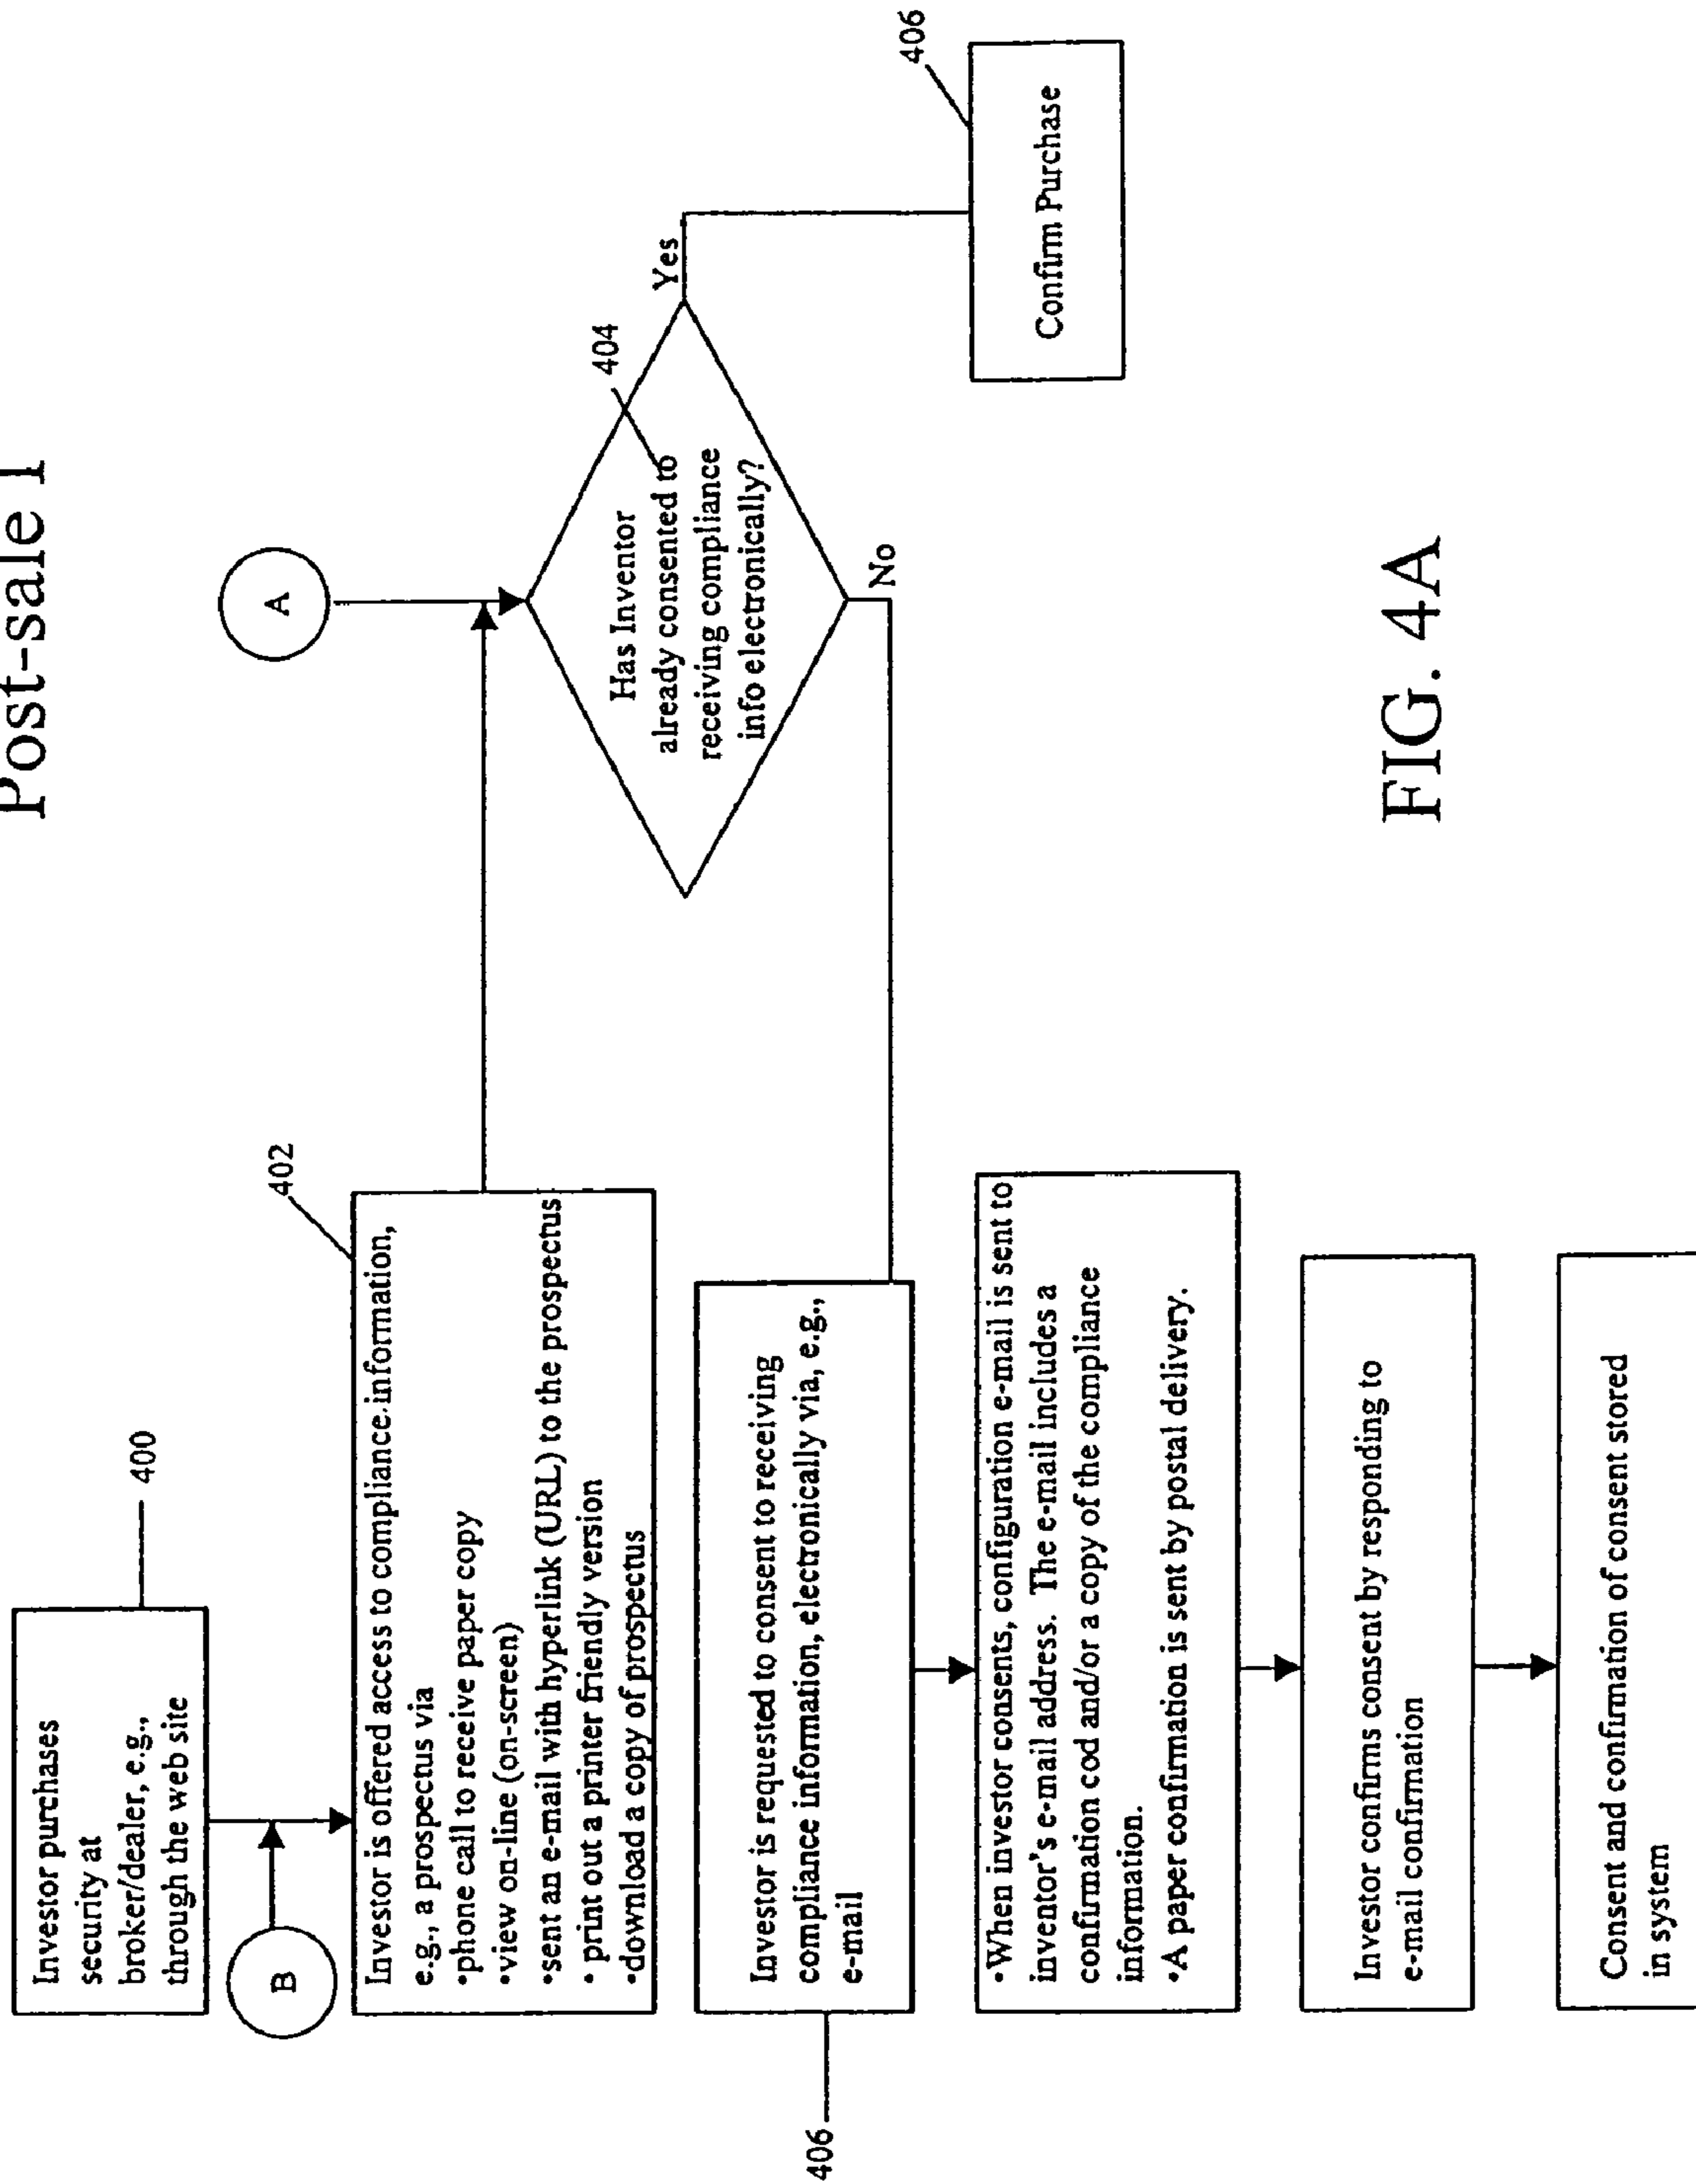 Post-sale 1
Investor purchases
security at
broker/dealer, e.g.,
through the web site
400
B
A
402
Investor is offered access to compliance.information,
e.g., a prospectus via
•phone call to receive paper copy
•view on-line (on-screen)
•sent an e-mail with hyperlink (URL) to the prospectus
• print out a printer friendly version
•download a copy of prospectus
Has Inventor
already consented to
receiving compliance
info electronically?
404
Yes
No
406
Confirm Purchase
406
Investor is requested to consent to receiving
compliance information, electronically via, e.g.,
e-mail
•When investor consents, configuration e-mail is sent to
inventor's e-mail address. The e-mail includes a
confirmation cod and/or a copy of the compliance
information.
•A paper confirmation is sent by postal delivery.
Investor confirms consent by responding to
e-mail confirmation
Consent and confirmation of consent stored
in system
FIG. 4A